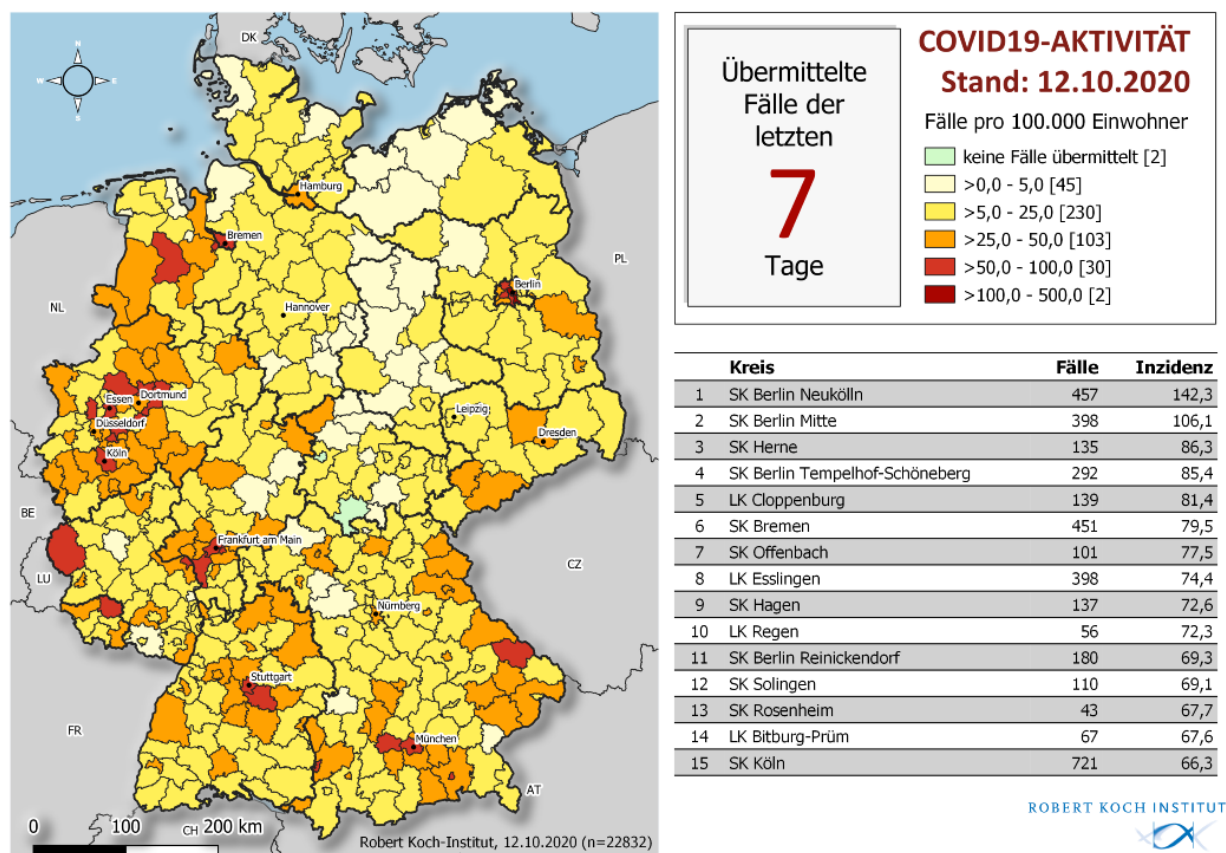 DK
N
W E
S
Hamburg
Bremen
PL
Berlin
NL
Hannover
Essen
Dortmund
Düsseldorf
Leipzig
Dresden
Köln
BE
Frankfurt am Main
LU
CZ
Nürnberg
Stuttgart
FR
München
AT
0 100 CH 200 km
Robert Koch-Institut, 12.10.2020 (n=22832)
Übermittelte
Fälle der
letzten
7
Tage
COVID19-AKTIVITÄT
Stand: 12.10.2020
Fälle pro 100.000 Einwohner
keine Fälle übermittelt [2]
>0,0 - 5,0 [45]
>5,0 - 25,0 [230]
>25,0 - 50,0 [103]
>50,0 - 100,0 [30]
>100,0 - 500,0 [2]
Kreis Fälle Inzidenz
1 SK Berlin Neukölln 457 142,3
2 SK Berlin Mitte 398 106,1
3 SK Herne 135 86,3
4 SK Berlin Tempelhof-Schöneberg 292 85,4
5 LK Cloppenburg 139 81,4
6 SK Bremen 451 79,5
7 SK Offenbach 101 77,5
8 LK Esslingen 398 74,4
9 SK Hagen 137 72,6
10 LK Regen 56 72,3
11 SK Berlin Reinickendorf 180 69,3
12 SK Solingen 110 69,1
13 SK Rosenheim 43 67,7
14 LK Bitburg-Prüm 67 67,6
15 SK Köln 721 66,3
ROBERT KOCH INSTITUT